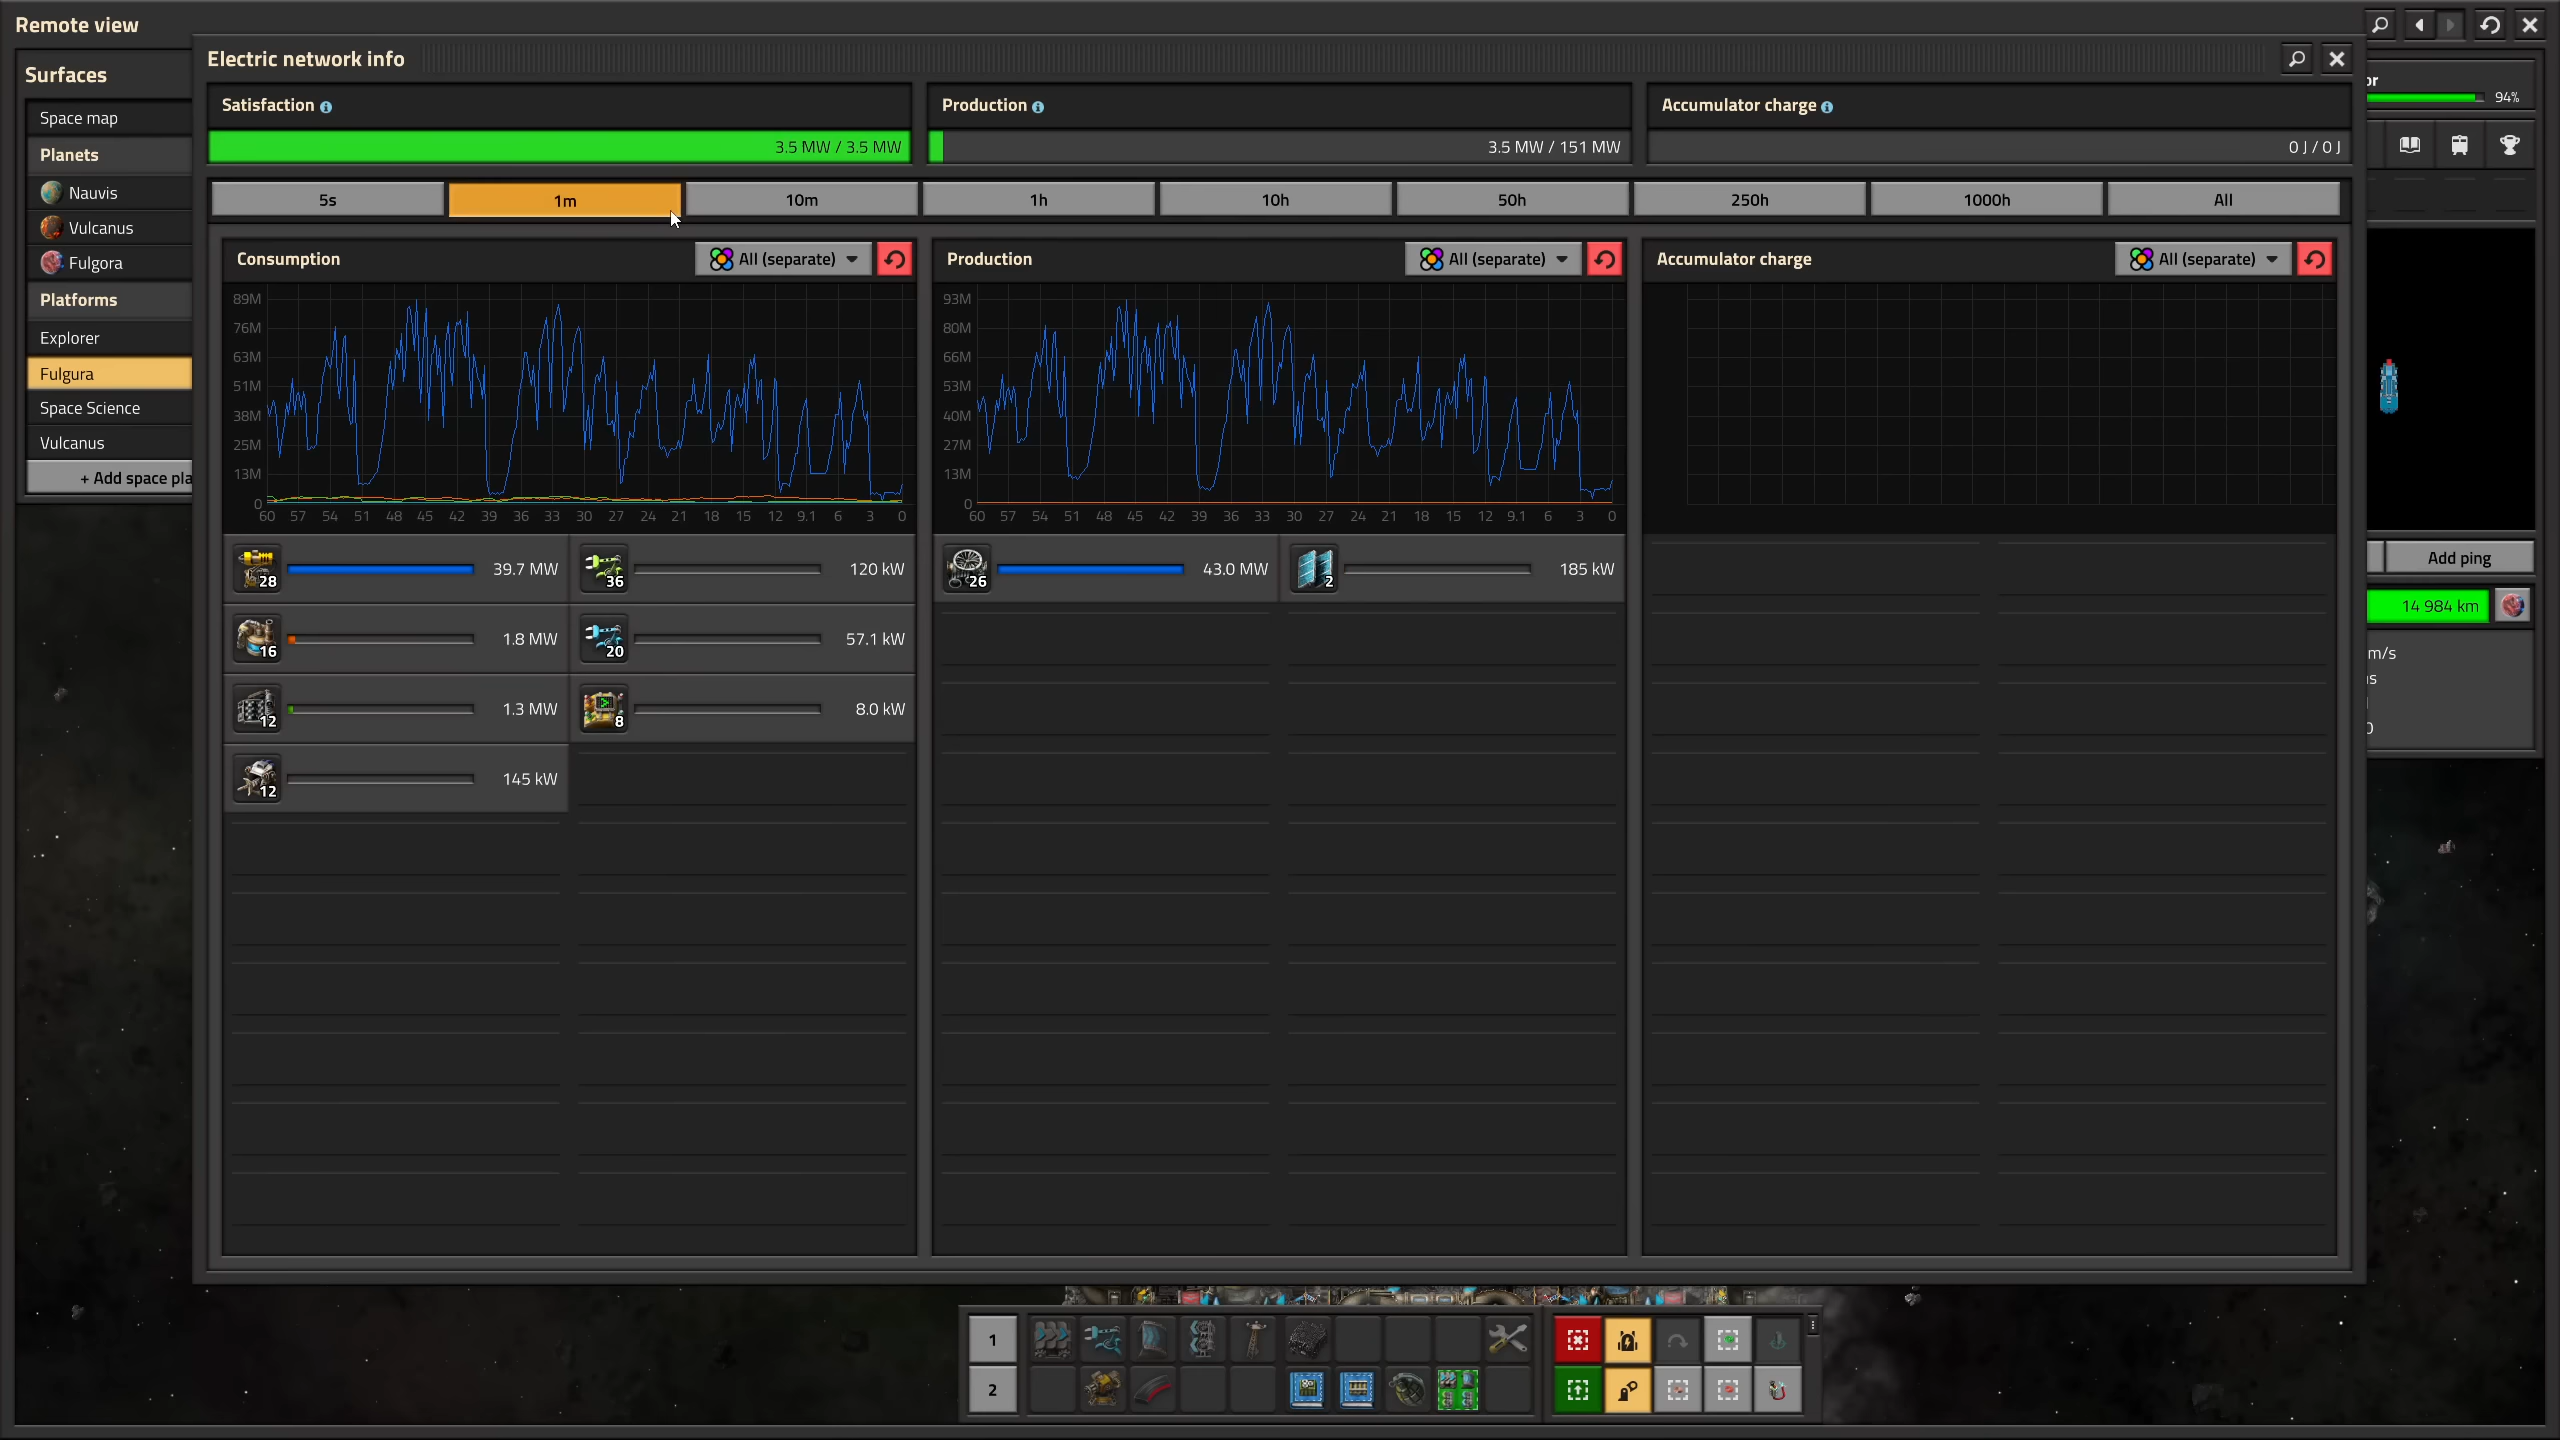 Remote view
Electric network info
Surfaces
Space map
Planets
Nauvis
Vulcanus
Fulgora
Platforms
Explorer
Fulgura
Space Science
Vulcanus
+ Add space pla
Satisfaction
3.5 MW / 3.5 MW
Production
3.5 MW / 151 MW
Accumulator charge
0 J / 0 J
5s 1m 10m 1h 10h 50h 250h 1000h All
Consumption All (separate)
89M
76M
63M
51M
38M
25M
13M
0
60 57 54 51 48 45 42 39 36 33 30 27 24 21 18 15 12 9.1 6 3 0
28 39.7 MW 36 120 kW
16 1.8 MW 20 57.1 kW
12 1.3 MW 8 8.0 kW
12 145 kW
Production All (separate)
93M
80M
66M
53M
40M
27M
13M
0
60 57 54 51 48 45 42 39 36 33 30 27 24 21 18 15 12 9.1 6 3 0
26 43.0 MW 2 185 kW
Accumulator charge All (separate)
or
94%
Add ping
14 984 km
m/s
1
2